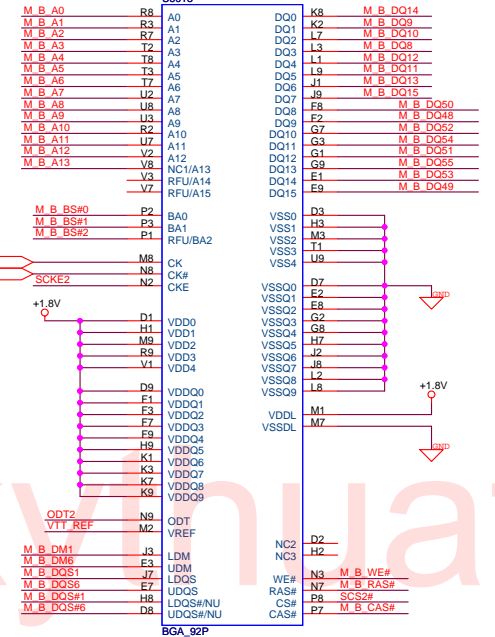 M_B_A0 R8 A0 DQ0 K8 M_B_DQ14
M_B_A1 R3 A1 DQ1 K2 M_B_DQ9
M_B_A2 R7 A2 DQ2 L7 M_B_DQ10
M_B_A3 T2 A3 DQ3 L3 M_B_DQ8
M_B_A4 T8 A4 DQ4 L1 M_B_DQ12
M_B_A5 T3 A5 DQ5 L9 M_B_DQ11
M_B_A6 T7 A6 DQ6 J1 M_B_DQ13
M_B_A7 U2 A7 DQ7 J9 M_B_DQ15
M_B_A8 U8 A8 DQ8 F8 M_B_DQ50
M_B_A9 U3 A9 DQ9 F2 M_B_DQ48
M_B_A10 R2 A10 DQ10 G7 M_B_DQ52
M_B_A11 U7 A11 DQ11 G3 M_B_DQ54
M_B_A12 V2 A12 DQ12 G1 M_B_DQ51
M_B_A13 V8 NC1/A13 DQ13 G9 M_B_DQ55
V3 RFU/A14 DQ14 E1 M_B_DQ53
V7 RFU/A15 DQ15 E9 M_B_DQ49
M_B_BS#0 P2 BA0 VSS0 D3
M_B_BS#1 P3 BA1 VSS1 H3
M_B_BS#2 P1 RFU/BA2 VSS2 M3
VSS3 T1
M8 CK VSS4 U9
N8 CK#
SCKE2 N2 CKE VSSQ0 D7 GND
VSSQ1 E2
+1.8V VSSQ2 E8
D1 VDD0 VSSQ3 G2
H1 VDD1 VSSQ4 G8
M9 VDD2 VSSQ5 H7
R9 VDD3 VSSQ6 J2
V1 VDD4 VSSQ7 J8
VSSQ8 L2
D9 VDDQ0 VSSQ9 L8 +1.8V
F1 VDDQ1
F3 VDDQ2 VDDL M1
F7 VDDQ3 VSSDL M7
F9 VDDQ4
H9 VDDQ5 GND
K1 VDDQ6
K3 VDDQ7
K7 VDDQ8
K9 VDDQ9
ODT2 N9 ODT
VTT_REF M2 VREF NC2 D2
M_B_DM1 J3 LDM NC3 H2
M_B_DM6 E3 UDM
M_B_DQS1 J7 LDQS WE# N3 M_B_WE#
M_B_DQS6 E7 UDQS RAS# N7 M_B_RAS#
M_B_DQS#1 H8 LDQS#/NU CS# P8 SCS2#
M_B_DQS#6 D8 UDQS#/NU CAS# P7 M_B_CAS#
BGA_92P